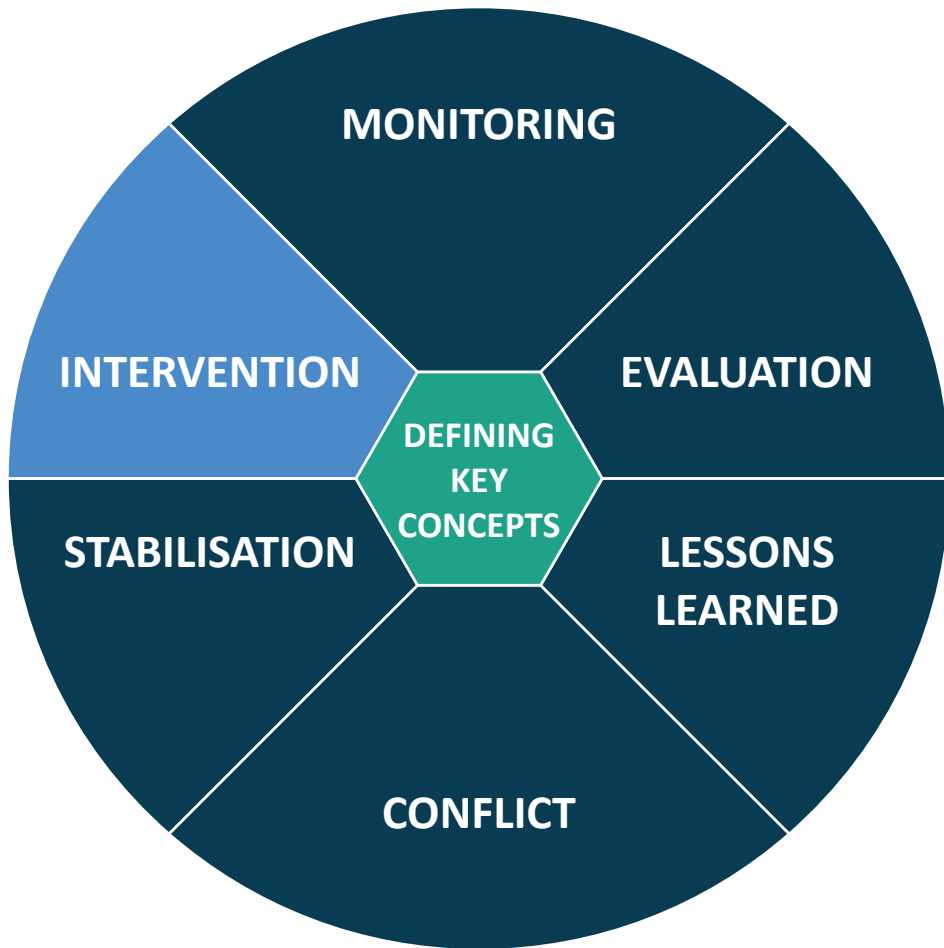 MONITORING
INTERVENTION
EVALUATION
DEFINING
KEY
CONCEPTS
STABILISATION
LESSONS
LEARNED
CONFLICT